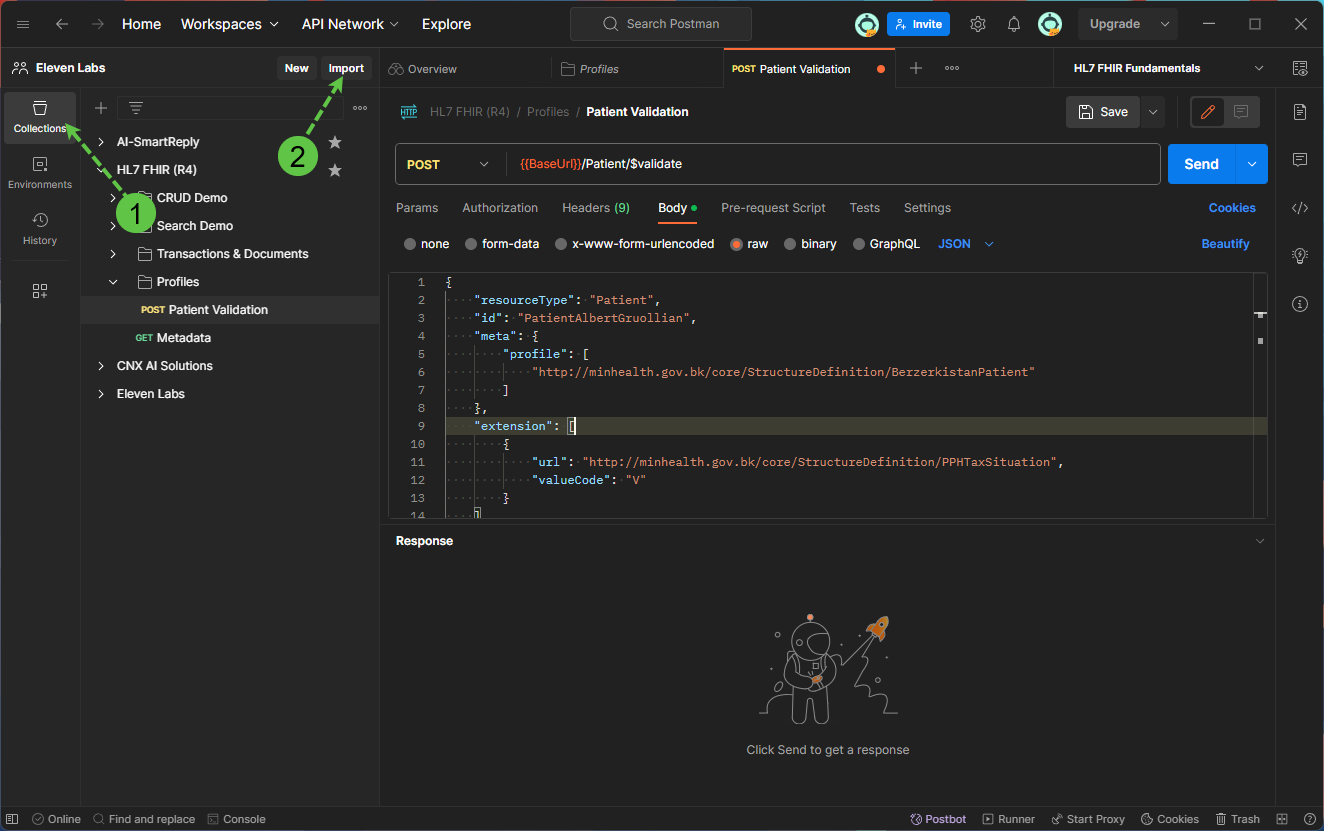 Home Workspaces API Network Explore Search Postman Invite Upgrade
Eleven Labs New Import Overview Profiles POST Patient Validation HL7 FHIR Fundamentals
Collections
Environments
History
AI-SmartReply
HL7 FHIR (R4)
CRUD Demo
Search Demo
Transactions & Documents
Profiles
POST Patient Validation
GET Metadata
CNX AI Solutions
Eleven Labs
1
2
HTTP HL7 FHIR (R4) / Profiles / Patient Validation Save
POST {{BaseUrl}}/Patient/$validate Send
Params Authorization Headers (9) Body Pre-request Script Tests Settings Cookies
none form-data x-www-form-urlencoded raw binary GraphQL JSON Beautify
1 {
2 "resourceType": "Patient",
3 "id": "PatientAlbertGruollian",
4 "meta": {
5 "profile": [
6 "http://minhealth.gov.bk/core/StructureDefinition/BerzerkistanPatient"
7 ]
8 },
9 "extension": [
10 {
11 "url": "http://minhealth.gov.bk/core/StructureDefinition/PPHTaxSituation",
12 "valueCode": "V"
13 }
14 ]
Response
Click Send to get a response
Online Find and replace Console Postbot Runner Start Proxy Cookies Trash